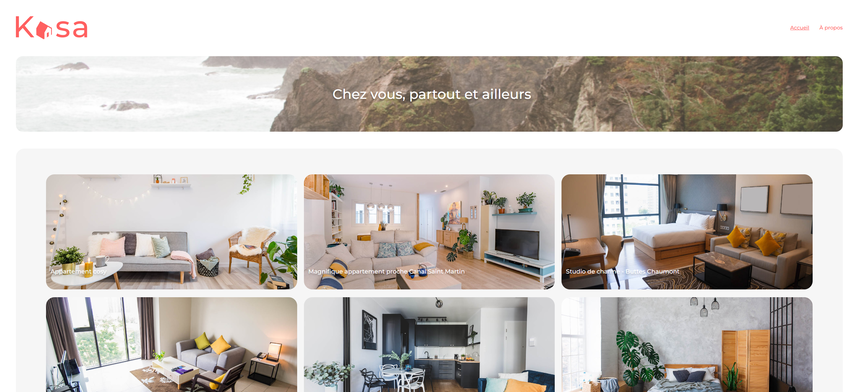 Kasa
Accueil
À propos
Chez vous, partout et ailleurs
Appartement cosy
Magnifique appartement proche Canal Saint Martin
Studio de charme - Buttes Chaumont